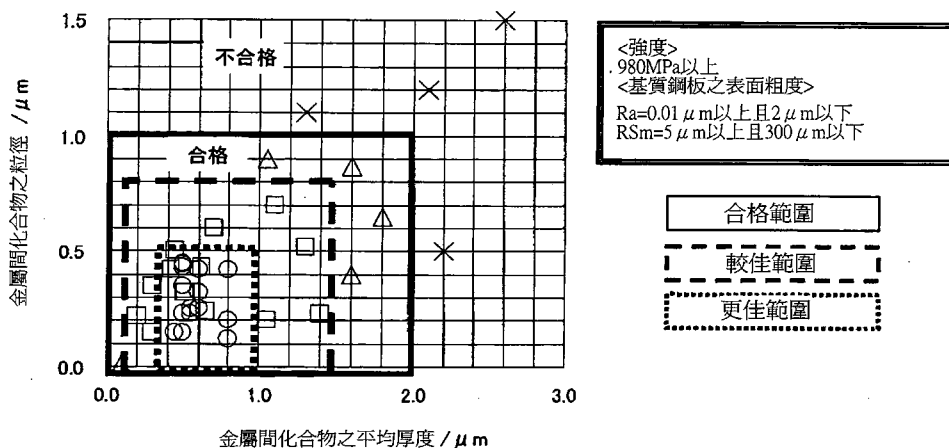 金屬間化合物之粒徑 /μm
1.5
1.0
0.5
0.0
不合格
合格
0.0 1.0 2.0 3.0
金屬間化合物之平均厚度 /μm
<強度>
980MPa以上
<基質鋼板之表面粗度>
Ra=0.01μm以上且2μm以下
RSm=5μm以上且300μm以下
合格範圍
較佳範圍
更佳範圍